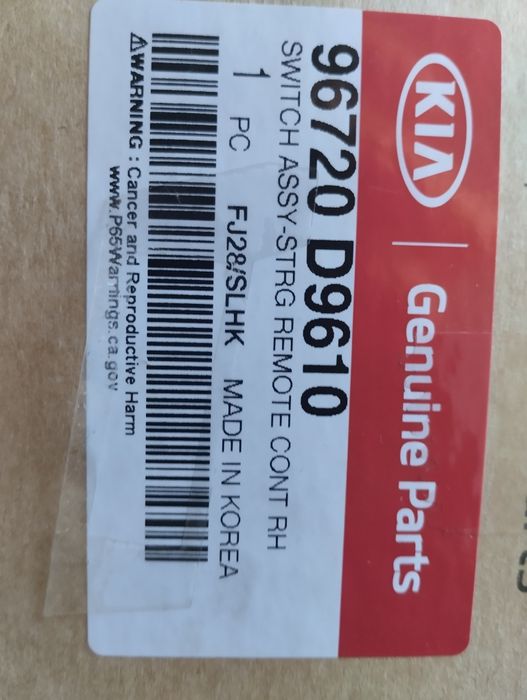 KIA Genuine Parts
96720 D9610
SWITCH ASSY-STRG REMOTE CONT RH
1 PC FJ28/SLHK MADE IN KOREA
⚠WARNING : Cancer and Reproductive Harm
www.P65Warnings.ca.gov